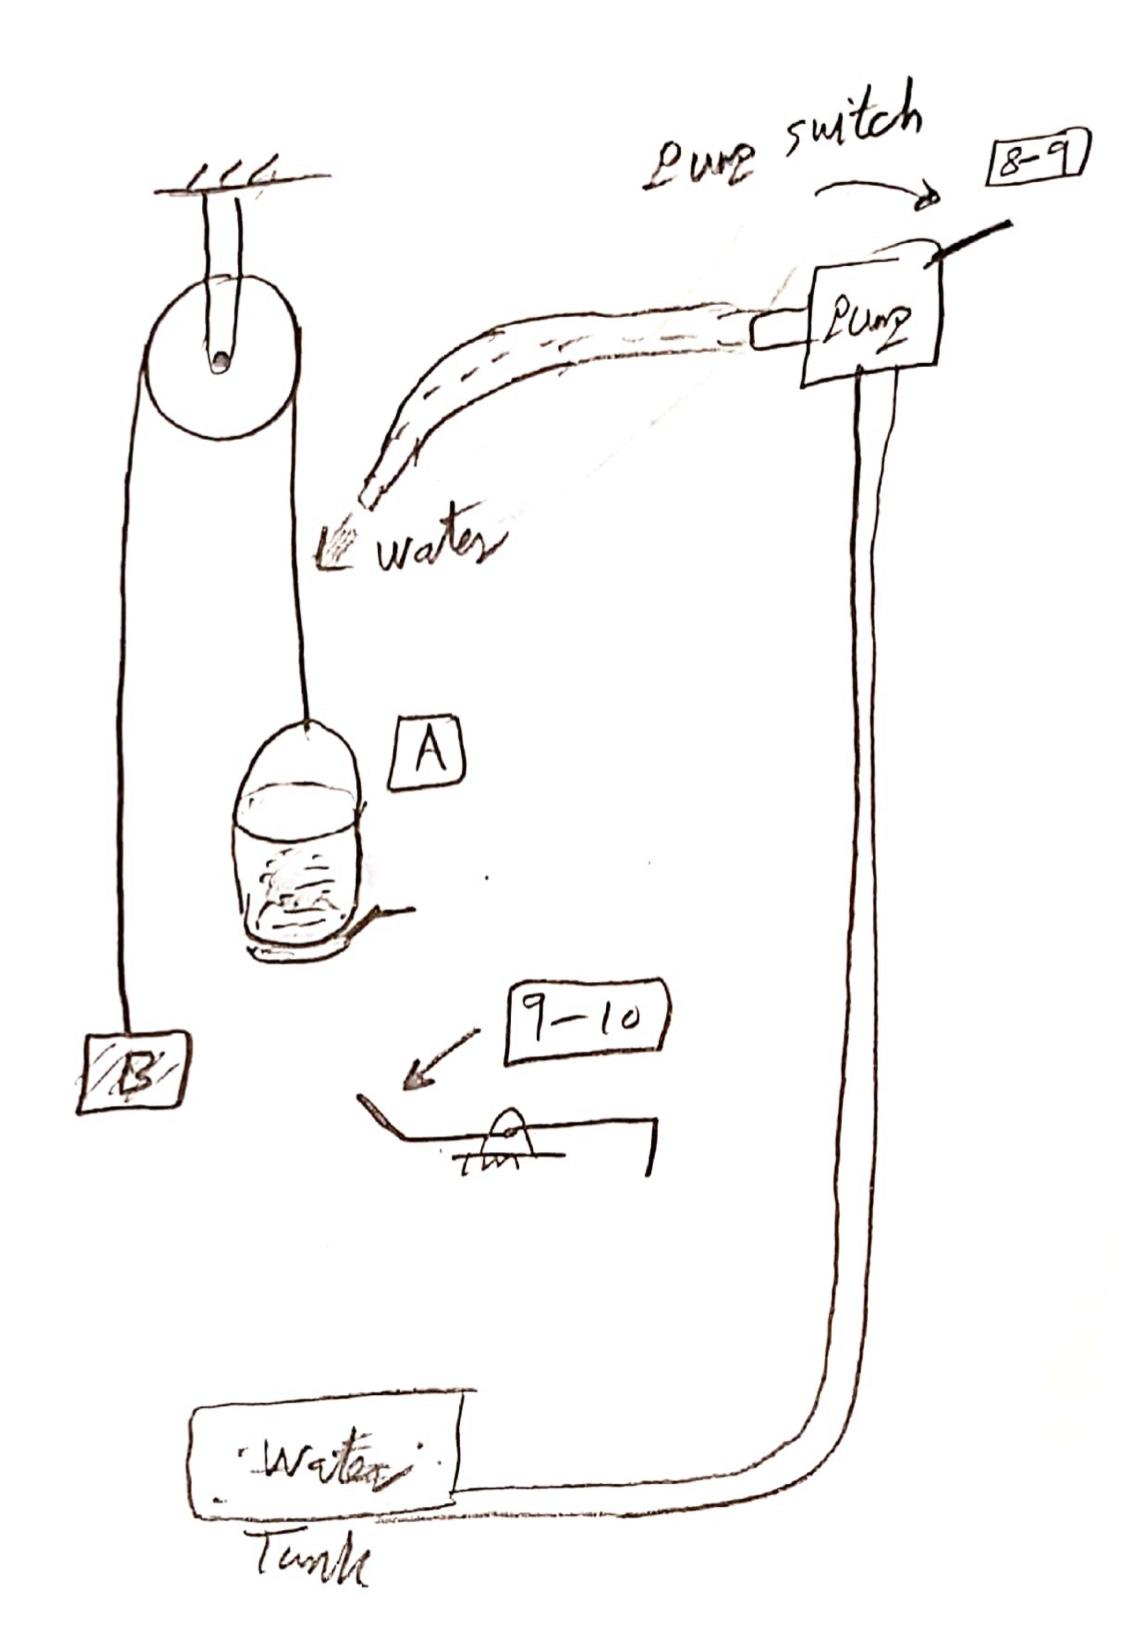 Pump switch
8-9
Pump
water
A
9-10
B
Water
Tank